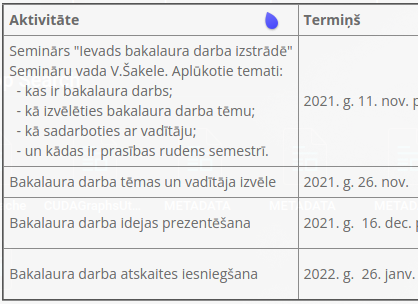 Aktivitāte
Termiņš
Seminārs "Ievads bakalaura darba izstrādē"
Semināru vada V.Šakele. Aplūkotie temati:
- kas ir bakalaura darbs;
- kā izvēlēties bakalaura darba tēmu;
- kā sadarboties ar vadītāju;
- un kādas ir prasības rudens semestrī.
2021. g. 11. nov. p
Bakalaura darba tēmas un vadītāja izvēle
2021. g. 26. nov.
Bakalaura darba idejas prezentēšana
2021. g. 16. dec. p
Bakalaura darba atskaites iesniegšana
2022. g. 26. janv.